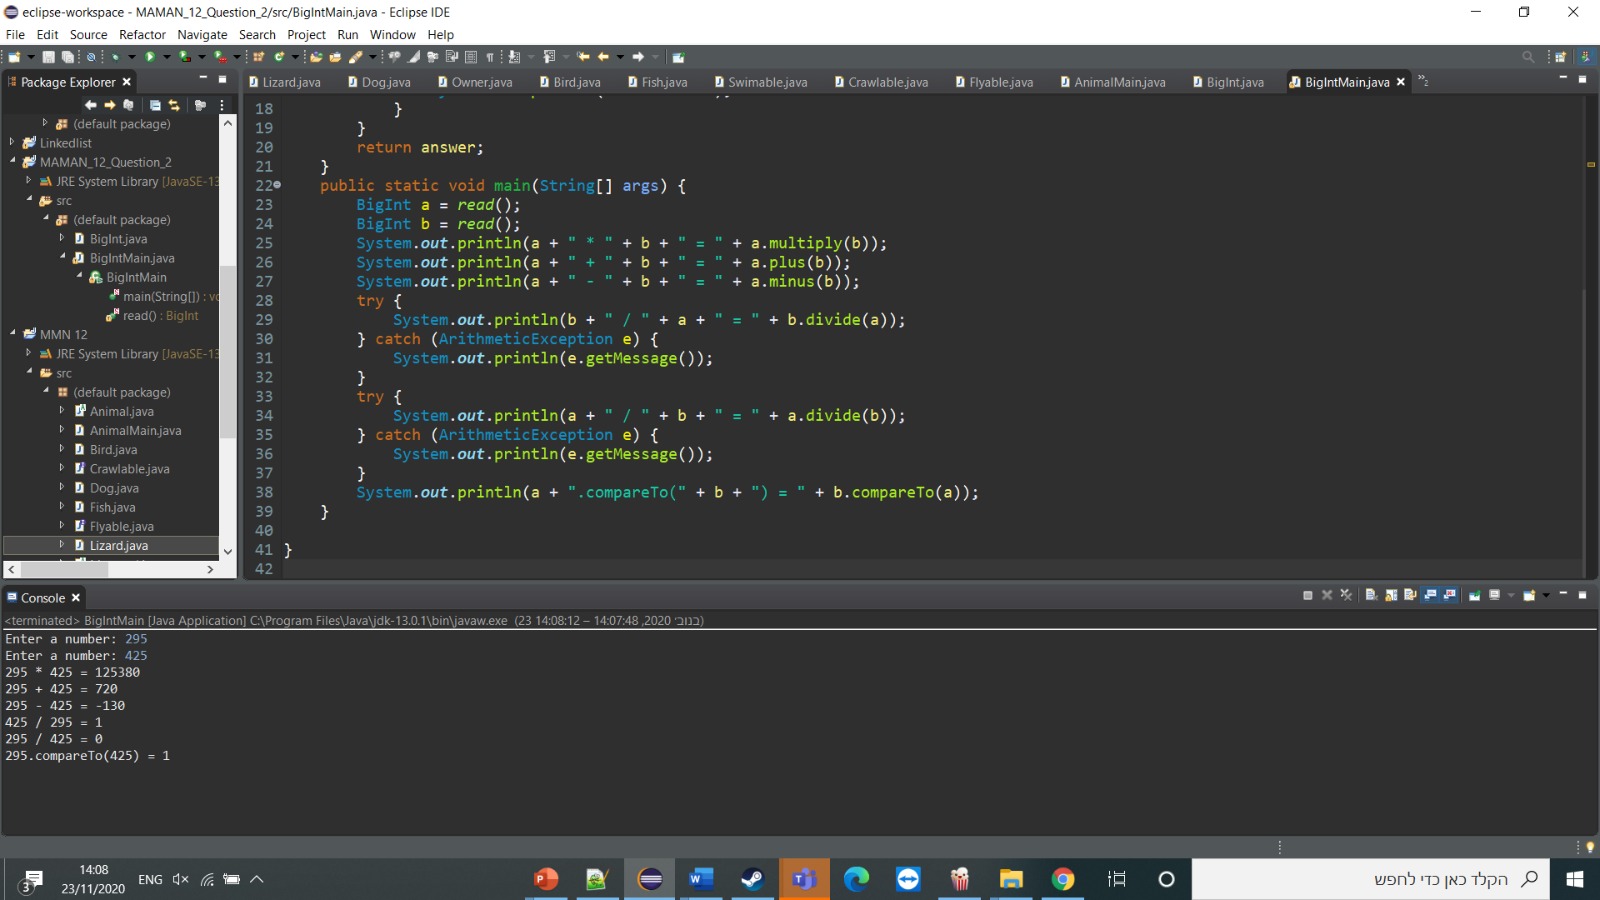 eclipse-workspace - MAMAN_12_Question_2/src/BigIntMain.java - Eclipse IDE
File Edit Source Refactor Navigate Search Project Run Window Help
Package Explorer
Lizard.java Dog.java Owner.java Bird.java Fish.java Swimable.java Crawlable.java Flyable.java AnimalMain.java BigInt.java BigIntMain.java »2
(default package)
Linkedlist
MAMAN_12_Question_2
JRE System Library [JavaSE-13
src
(default package)
BigInt.java
BigIntMain.java
BigIntMain
main(String[]) : vo
read() : BigInt
MMN 12
JRE System Library [JavaSE-13
src
(default package)
Animal.java
AnimalMain.java
Bird.java
Crawlable.java
Dog.java
Fish.java
Flyable.java
Lizard.java
18 }
19 }
20 return answer;
21 }
22 public static void main(String[] args) {
23 BigInt a = read();
24 BigInt b = read();
25 System.out.println(a + " * " + b + " = " + a.multiply(b));
26 System.out.println(a + " + " + b + " = " + a.plus(b));
27 System.out.println(a + " - " + b + " = " + a.minus(b));
28 try {
29 System.out.println(b + " / " + a + " = " + b.divide(a));
30 } catch (ArithmeticException e) {
31 System.out.println(e.getMessage());
32 }
33 try {
34 System.out.println(a + " / " + b + " = " + a.divide(b));
35 } catch (ArithmeticException e) {
36 System.out.println(e.getMessage());
37 }
38 System.out.println(a + ".compareTo(" + b + ") = " + b.compareTo(a));
39 }
40
41 }
42
Console
<terminated> BigIntMain [Java Application] C:\Program Files\Java\jdk-13.0.1\bin\javaw.exe (23 בנוב׳ 2020, 14:07:48 – 14:08:12)
Enter a number: 295
Enter a number: 425
295 * 425 = 125380
295 + 425 = 720
295 - 425 = -130
425 / 295 = 1
295 / 425 = 0
295.compareTo(425) = 1
3 14:08
23/11/2020
ENG
הקלד כאן כדי לחפש